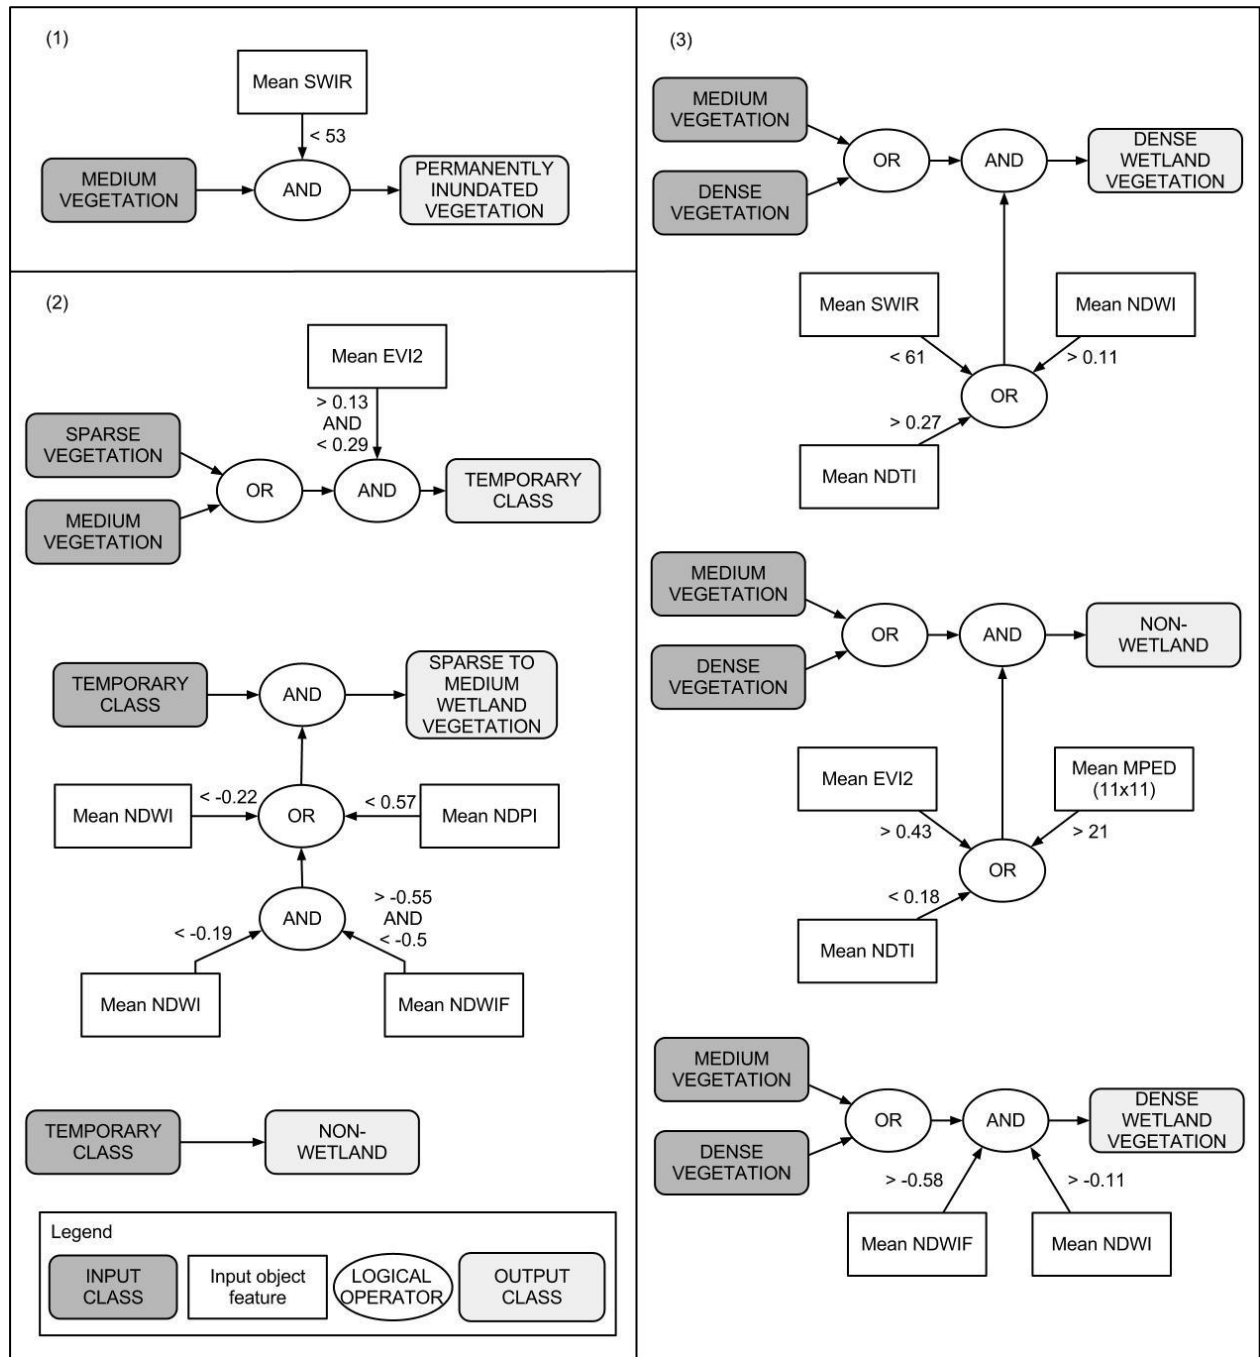 (1)
Mean SWIR
< 53
MEDIUM
VEGETATION
AND
PERMANENTLY
INUNDATED
VEGETATION
(2)
Mean EVI2
> 0.13
AND
< 0.29
SPARSE
VEGETATION
MEDIUM
VEGETATION
OR
AND
TEMPORARY
CLASS
TEMPORARY
CLASS
AND
SPARSE TO
MEDIUM
WETLAND
VEGETATION
Mean NDWI
< -0.22
OR
< 0.57
Mean NDPI
AND
< -0.19
> -0.55
AND
< -0.5
Mean NDWI
Mean NDWIF
TEMPORARY
CLASS
NON-
WETLAND
Legend
INPUT
CLASS
Input object
feature
LOGICAL
OPERATOR
OUTPUT
CLASS
(3)
MEDIUM
VEGETATION
DENSE
VEGETATION
OR
AND
DENSE
WETLAND
VEGETATION
Mean SWIR
Mean NDWI
< 61
> 0.11
OR
> 0.27
Mean NDTI
MEDIUM
VEGETATION
DENSE
VEGETATION
OR
AND
NON-
WETLAND
Mean EVI2
Mean MPED
(11x11)
> 0.43
> 21
OR
< 0.18
Mean NDTI
MEDIUM
VEGETATION
DENSE
VEGETATION
OR
AND
DENSE
WETLAND
VEGETATION
> -0.58
> -0.11
Mean NDWIF
Mean NDWI